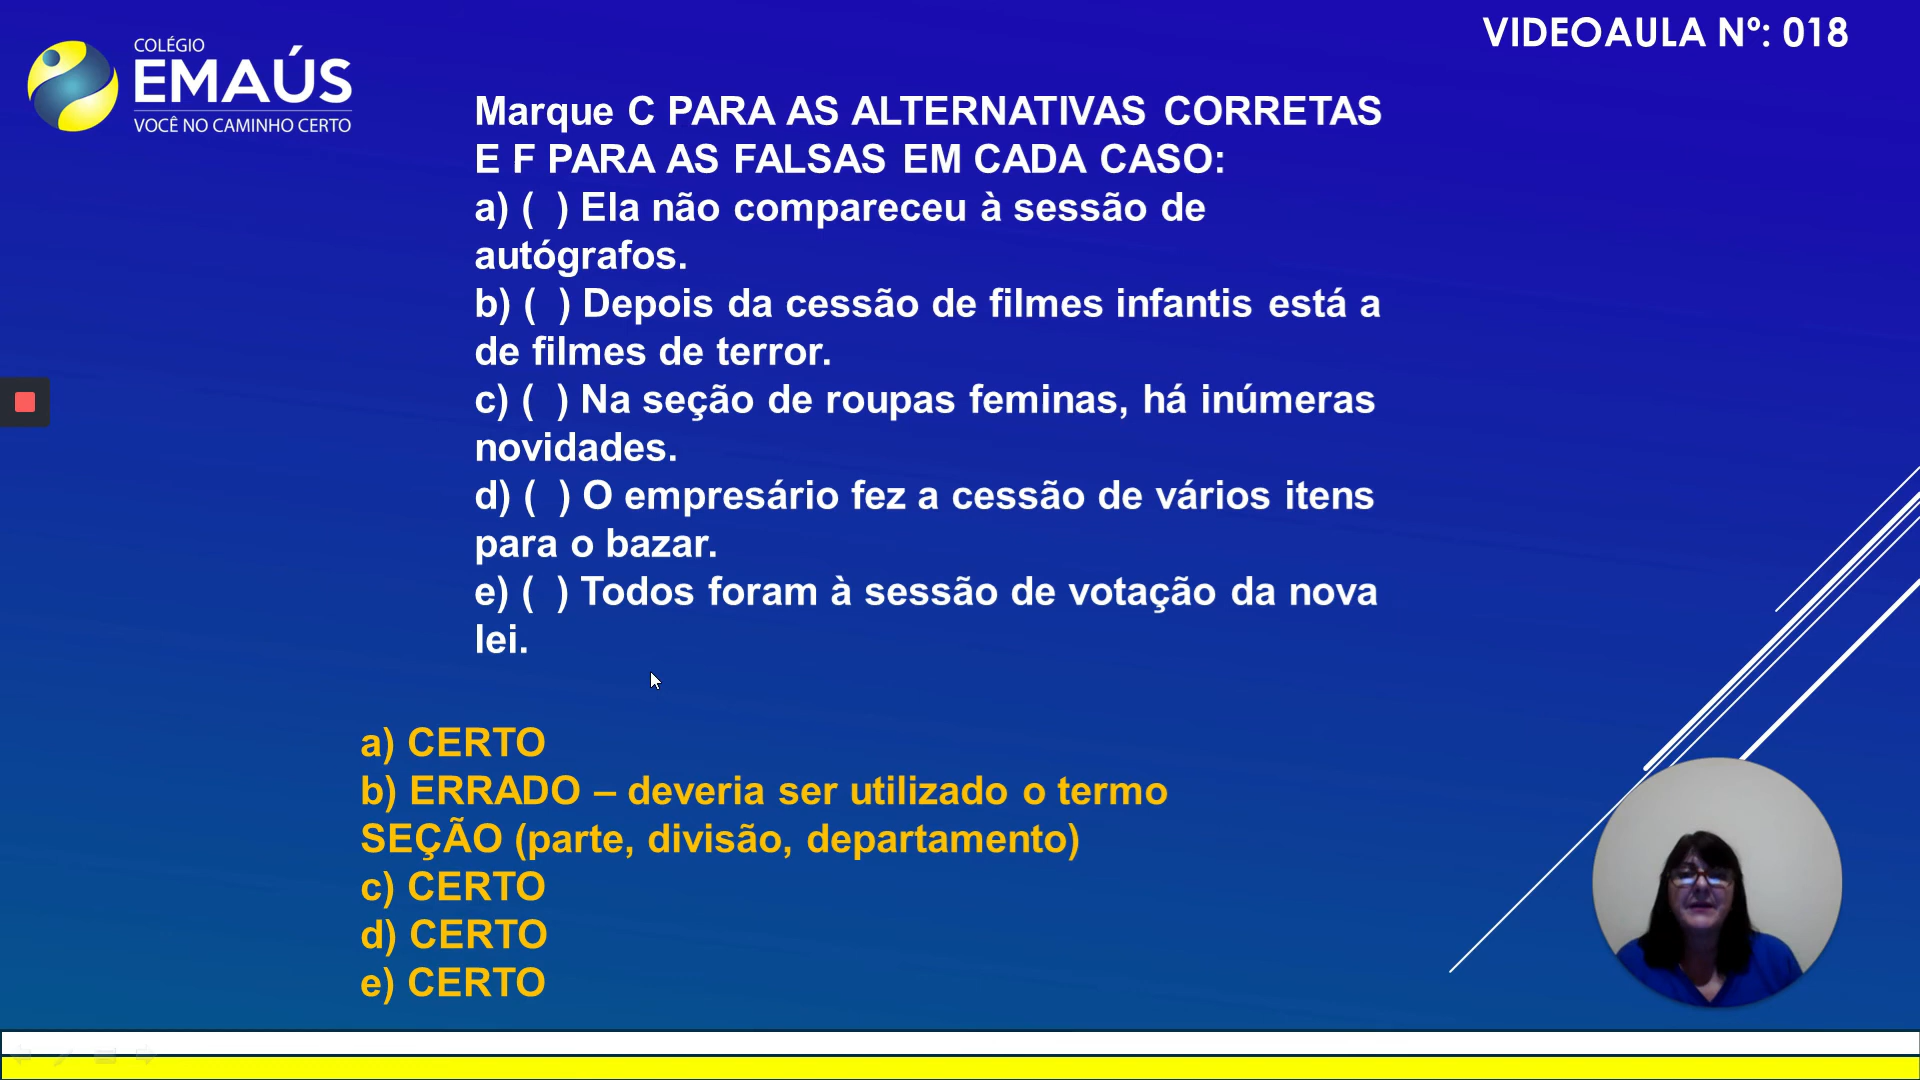 COLÉGIO
EMAÚS
VOCÊ NO CAMINHO CERTO
VIDEOAULA Nº: 018
Marque C PARA AS ALTERNATIVAS CORRETAS
E F PARA AS FALSAS EM CADA CASO:
a) (  ) Ela não compareceu à sessão de
autógrafos.
b) (  ) Depois da cessão de filmes infantis está a
de filmes de terror.
c) (  ) Na seção de roupas feminas, há inúmeras
novidades.
d) (  ) O empresário fez a cessão de vários itens
para o bazar.
e) (  ) Todos foram à sessão de votação da nova
lei.
a) CERTO
b) ERRADO – deveria ser utilizado o termo
SEÇÃO (parte, divisão, departamento)
c) CERTO
d) CERTO
e) CERTO